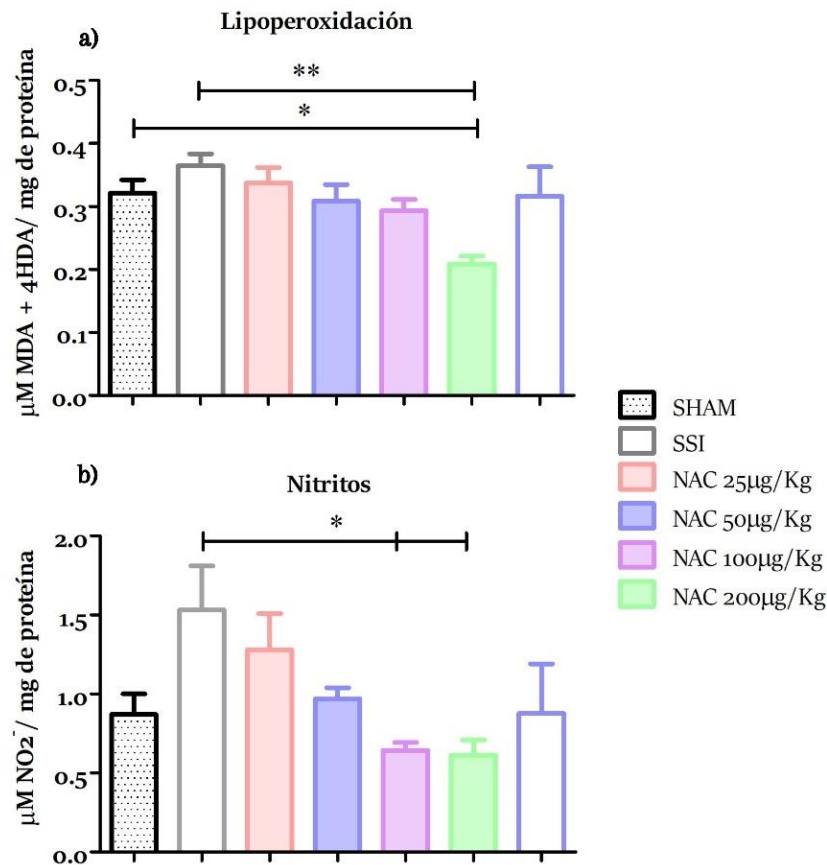 Lipoperoxidación
a)
µM MDA + 4HDA/ mg de proteína
0.5
0.4
0.3
0.2
0.1
0.0
**
*
b)
Nitritos
µM NO2⁻/ mg de proteína
2.0
1.5
1.0
0.5
0.0
*
SHAM
SSI
NAC 25µg/Kg
NAC 50µg/Kg
NAC 100µg/Kg
NAC 200µg/Kg